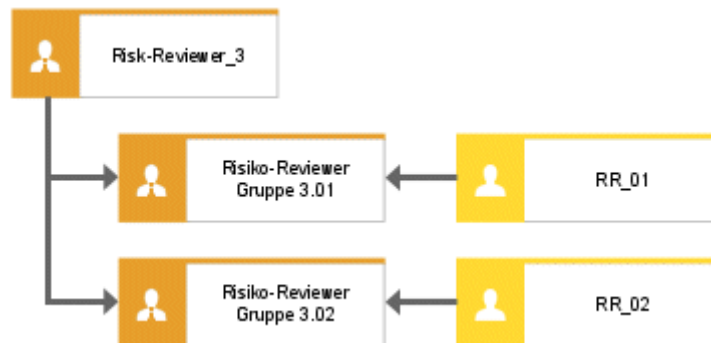 Risk-Reviewer_3
Risiko-Reviewer
Gruppe 3.01
RR_01
Risiko-Reviewer
Gruppe 3.02
RR_02